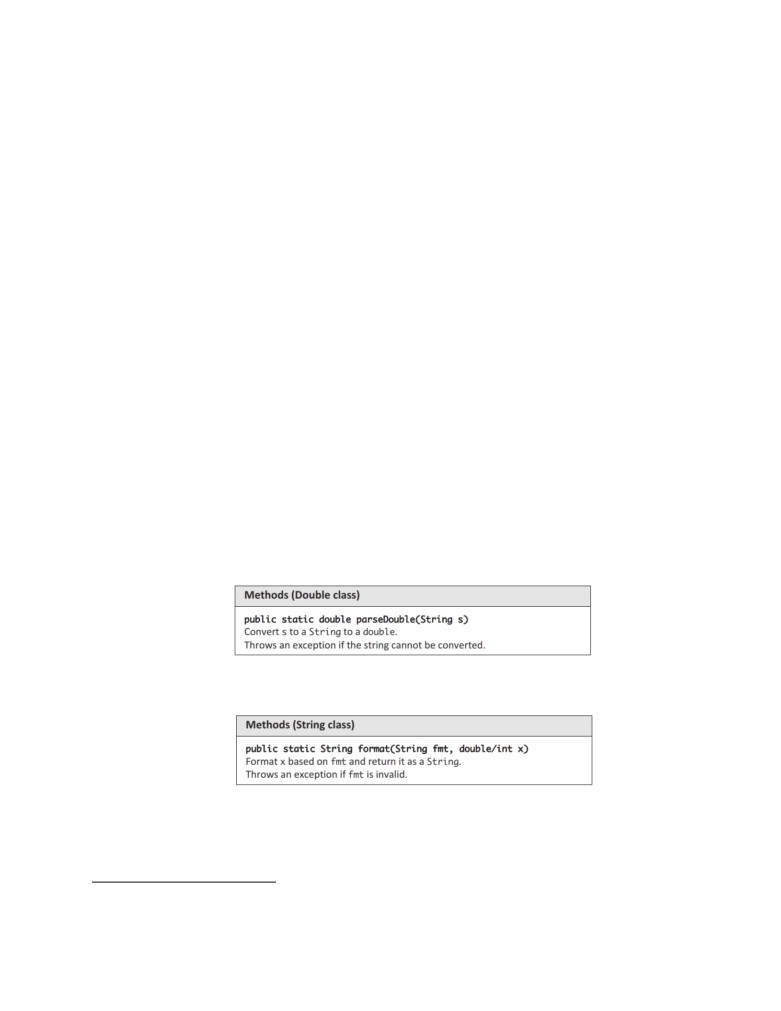 Methods (Double class)
public static double parseDouble(String s)
Convert s to a String to a double.
Throws an exception if the string cannot be converted.
Methods (String class)
public static String format(String fmt, double/int x)
Format x based on fmt and return it as a String.
Throws an exception if fmt is invalid.